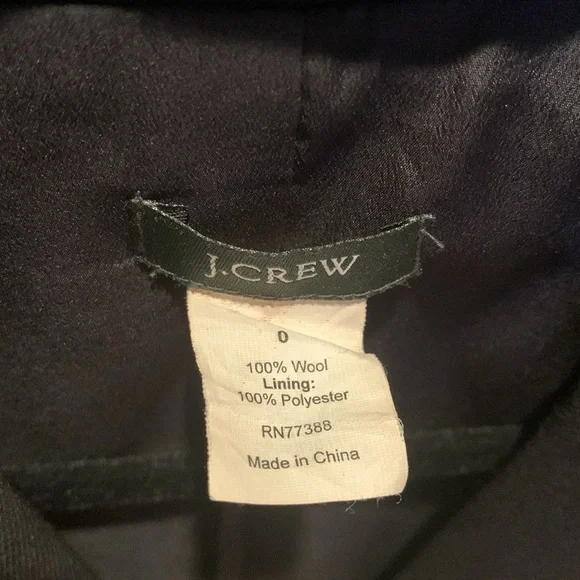 J.CREW
0
100% Wool
Lining:
100% Polyester
RN77388
Made in China